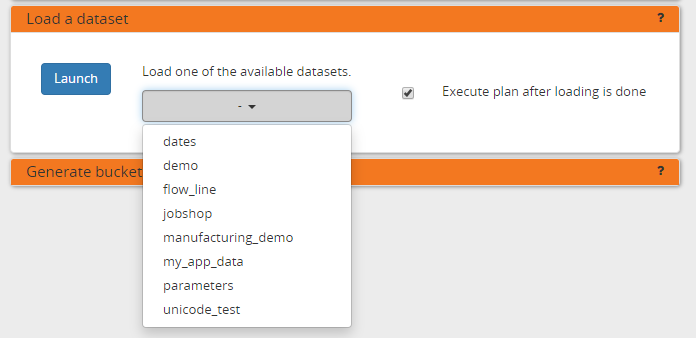 Load a dataset ?
Launch
Load one of the available datasets.
-
Execute plan after loading is done
dates
demo
flow_line
jobshop
manufacturing_demo
my_app_data
parameters
unicode_test
Generate bucket ?